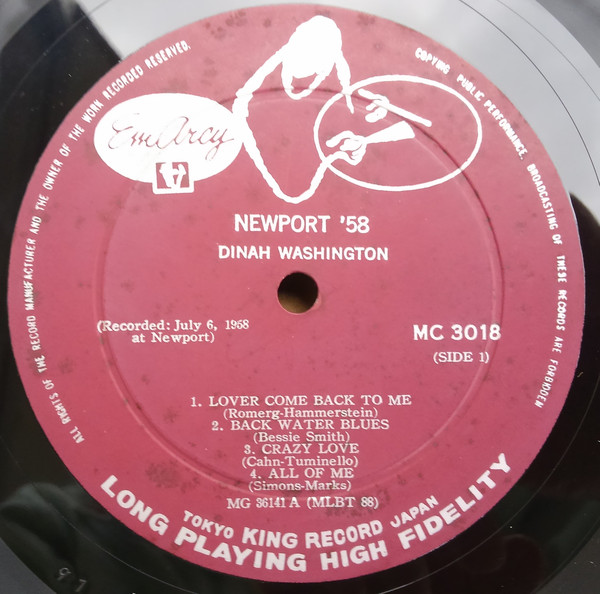 ALL RIGHTS OF THE RECORD MANUFACTURER AND THE OWNER OF THE WORK RECORDED RESERVED.
COPYING PUBLIC PERFORMANCE, BROADCASTING OF THESE RECORDS ARE FORBIDDEN
EmArcy
NEWPORT '58
DINAH WASHINGTON
(Recorded: July 6, 1958
at Newport)
MC 3018
(SIDE 1)
1. LOVER COME BACK TO ME
(Romerg-Hammerstein)
2. BACK WATER BLUES
(Bessie Smith)
3. CRAZY LOVE
(Cahn-Tuminello)
4. ALL OF ME
(Simons-Marks)
MG 36141 A (MLBT 88)
TOKYO KING RECORD JAPAN
LONG PLAYING HIGH FIDELITY